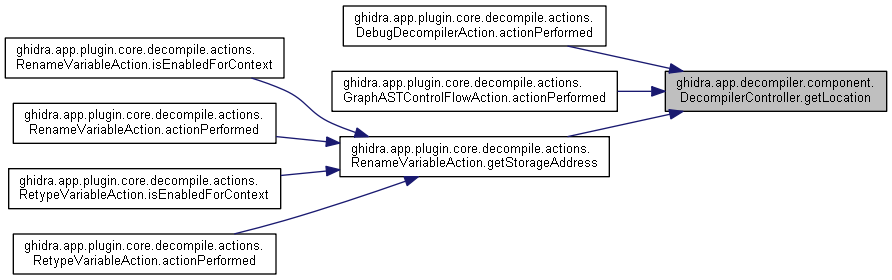 ghidra.app.plugin.core.decompile.actions.
DebugDecompilerAction.actionPerformed
ghidra.app.plugin.core.decompile.actions.
RenameVariableAction.isEnabledForContext
ghidra.app.plugin.core.decompile.actions.
GraphASTControlFlowAction.actionPerformed
ghidra.app.decompiler.component.
DecompilerController.getLocation
ghidra.app.plugin.core.decompile.actions.
RenameVariableAction.actionPerformed
ghidra.app.plugin.core.decompile.actions.
RenameVariableAction.getStorageAddress
ghidra.app.plugin.core.decompile.actions.
RetypeVariableAction.isEnabledForContext
ghidra.app.plugin.core.decompile.actions.
RetypeVariableAction.actionPerformed